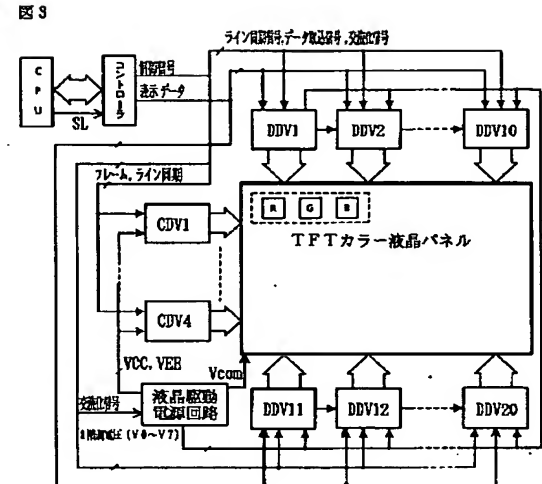 図3
ライン同期信号,データ取込信号,交流化信号
CPU
コントローラ
制御信号
表示データ
SL
DDV1
DDV2
DDV10
フレーム,ライン同期
R
G
B
TFTカラー液晶パネル
CDV1
CDV4
VCC,VEE
Vcom
交流化信号
液晶駆動
電源回路
階調電圧(V0～V7)
DDV11
DDV12
DDV20